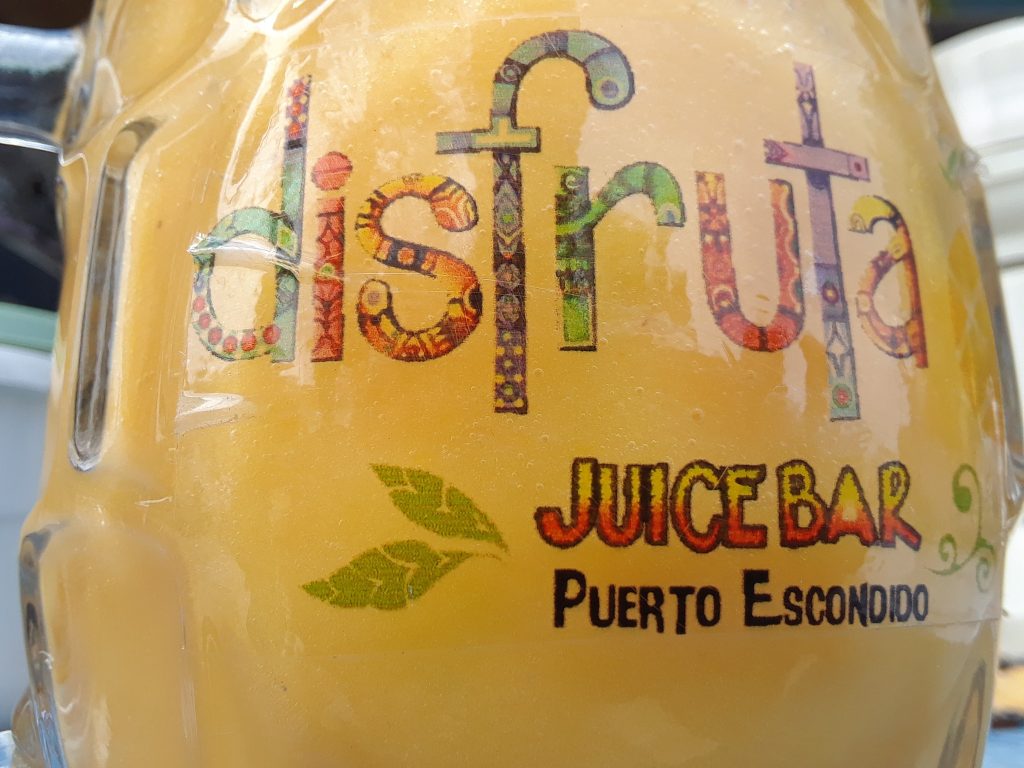 disfruta
JUICE BAR
PUERTO ESCONDIDO